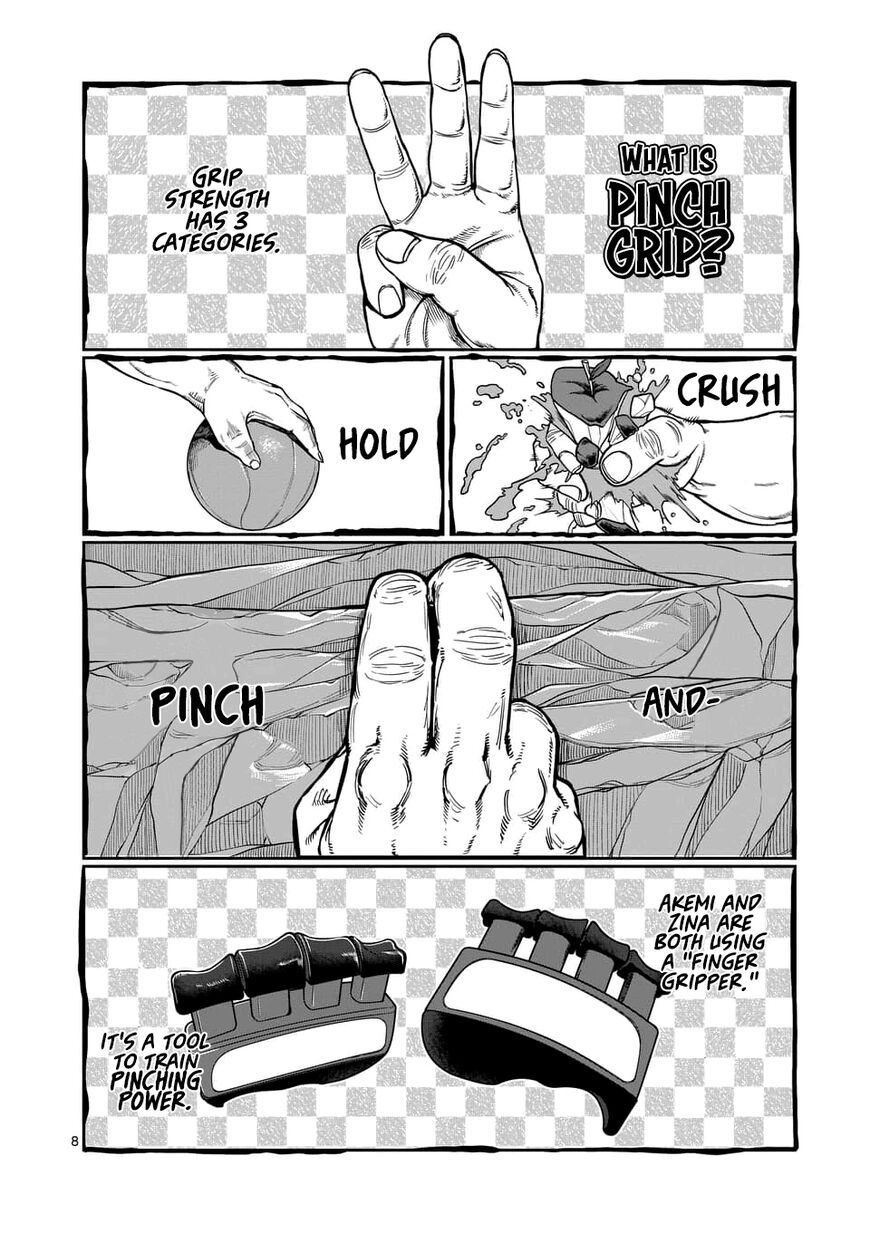 WHAT IS
PINCH
GRIP?
GRIP
STRENGTH
HAS 3
CATEGORIES.
CRUSH
HOLD
AND-
PINCH
AKEMI AND
ZINA ARE
BOTH USING
A "FINGER
GRIPPER."
IT'S A TOOL
TO TRAIN
PINCHING
POWER.
8